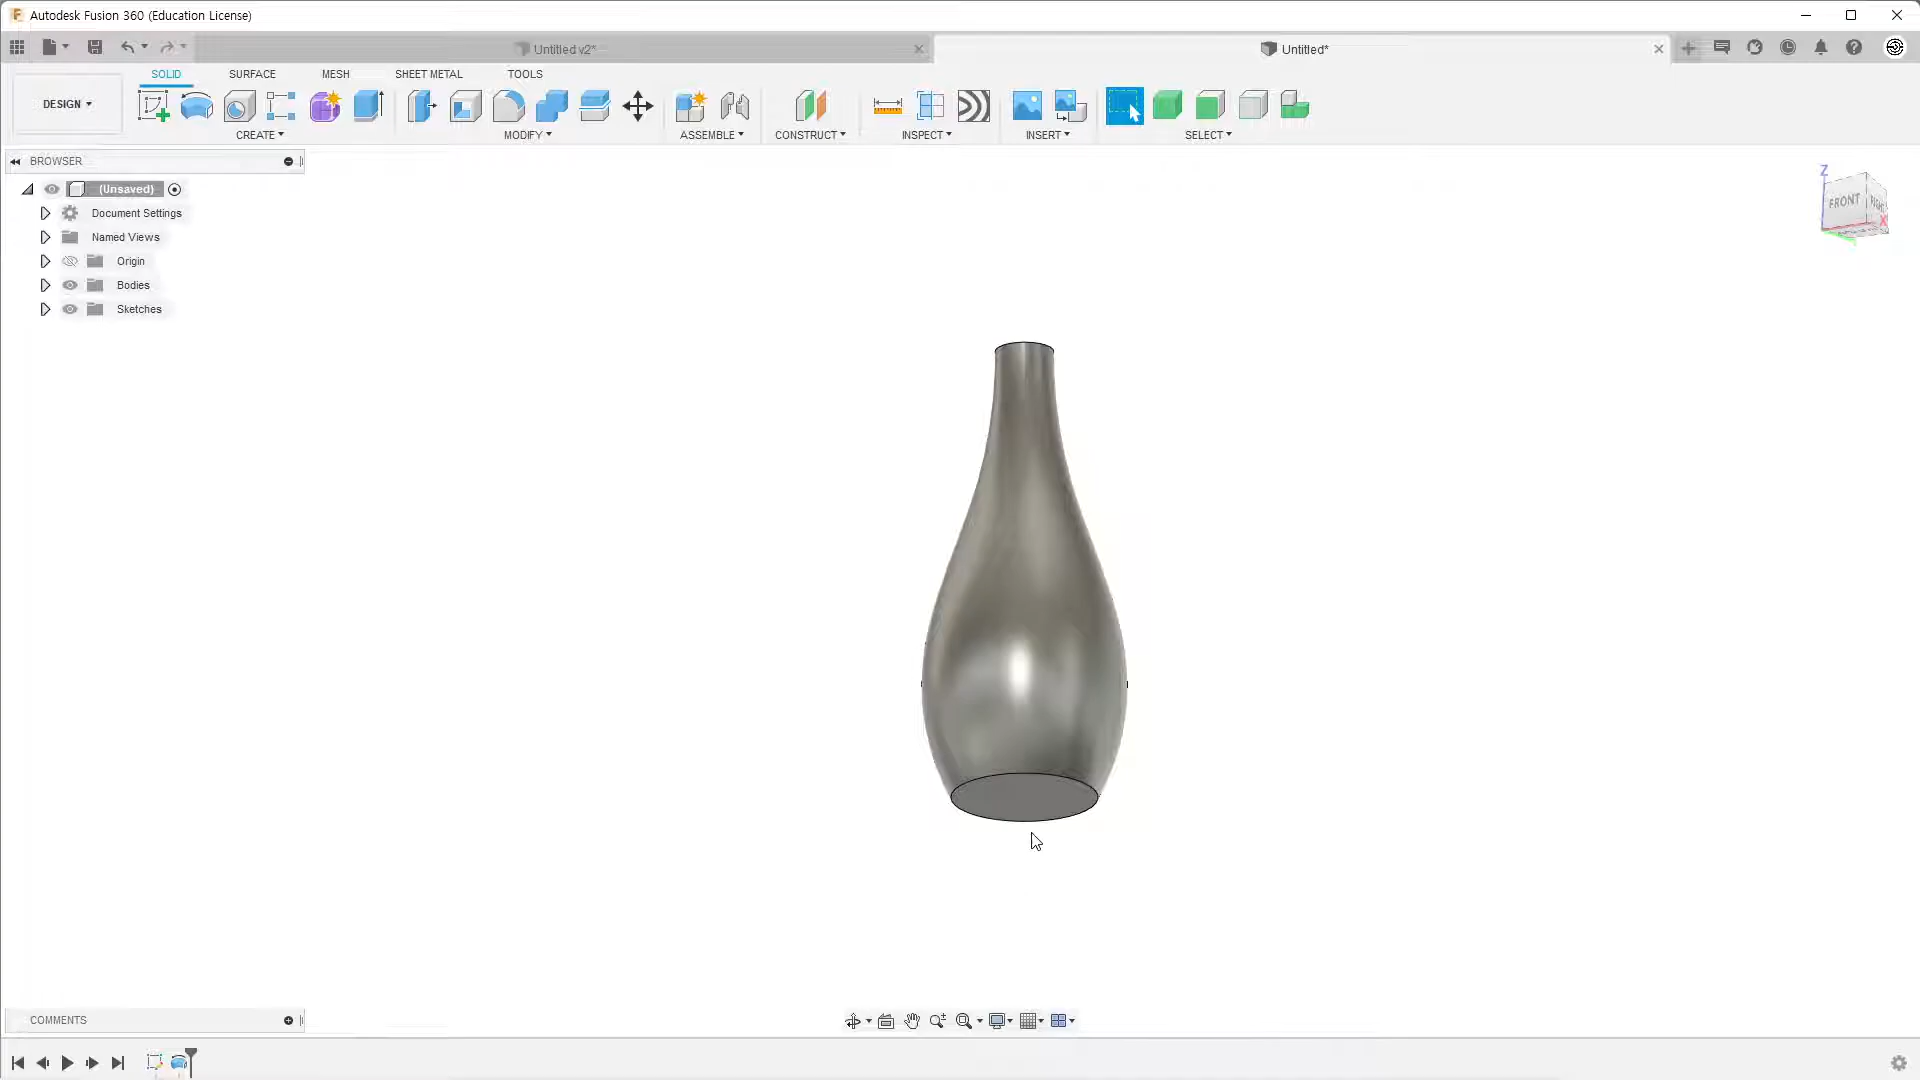 Autodesk Fusion 360 (Education License)
Untitled v2*
Untitled*
SOLID SURFACE MESH SHEET METAL TOOLS
DESIGN
CREATE MODIFY ASSEMBLE CONSTRUCT INSPECT INSERT SELECT
BROWSER
(Unsaved)
Document Settings
Named Views
Origin
Bodies
Sketches
Z
FRONT
RIGHT
X
COMMENTS